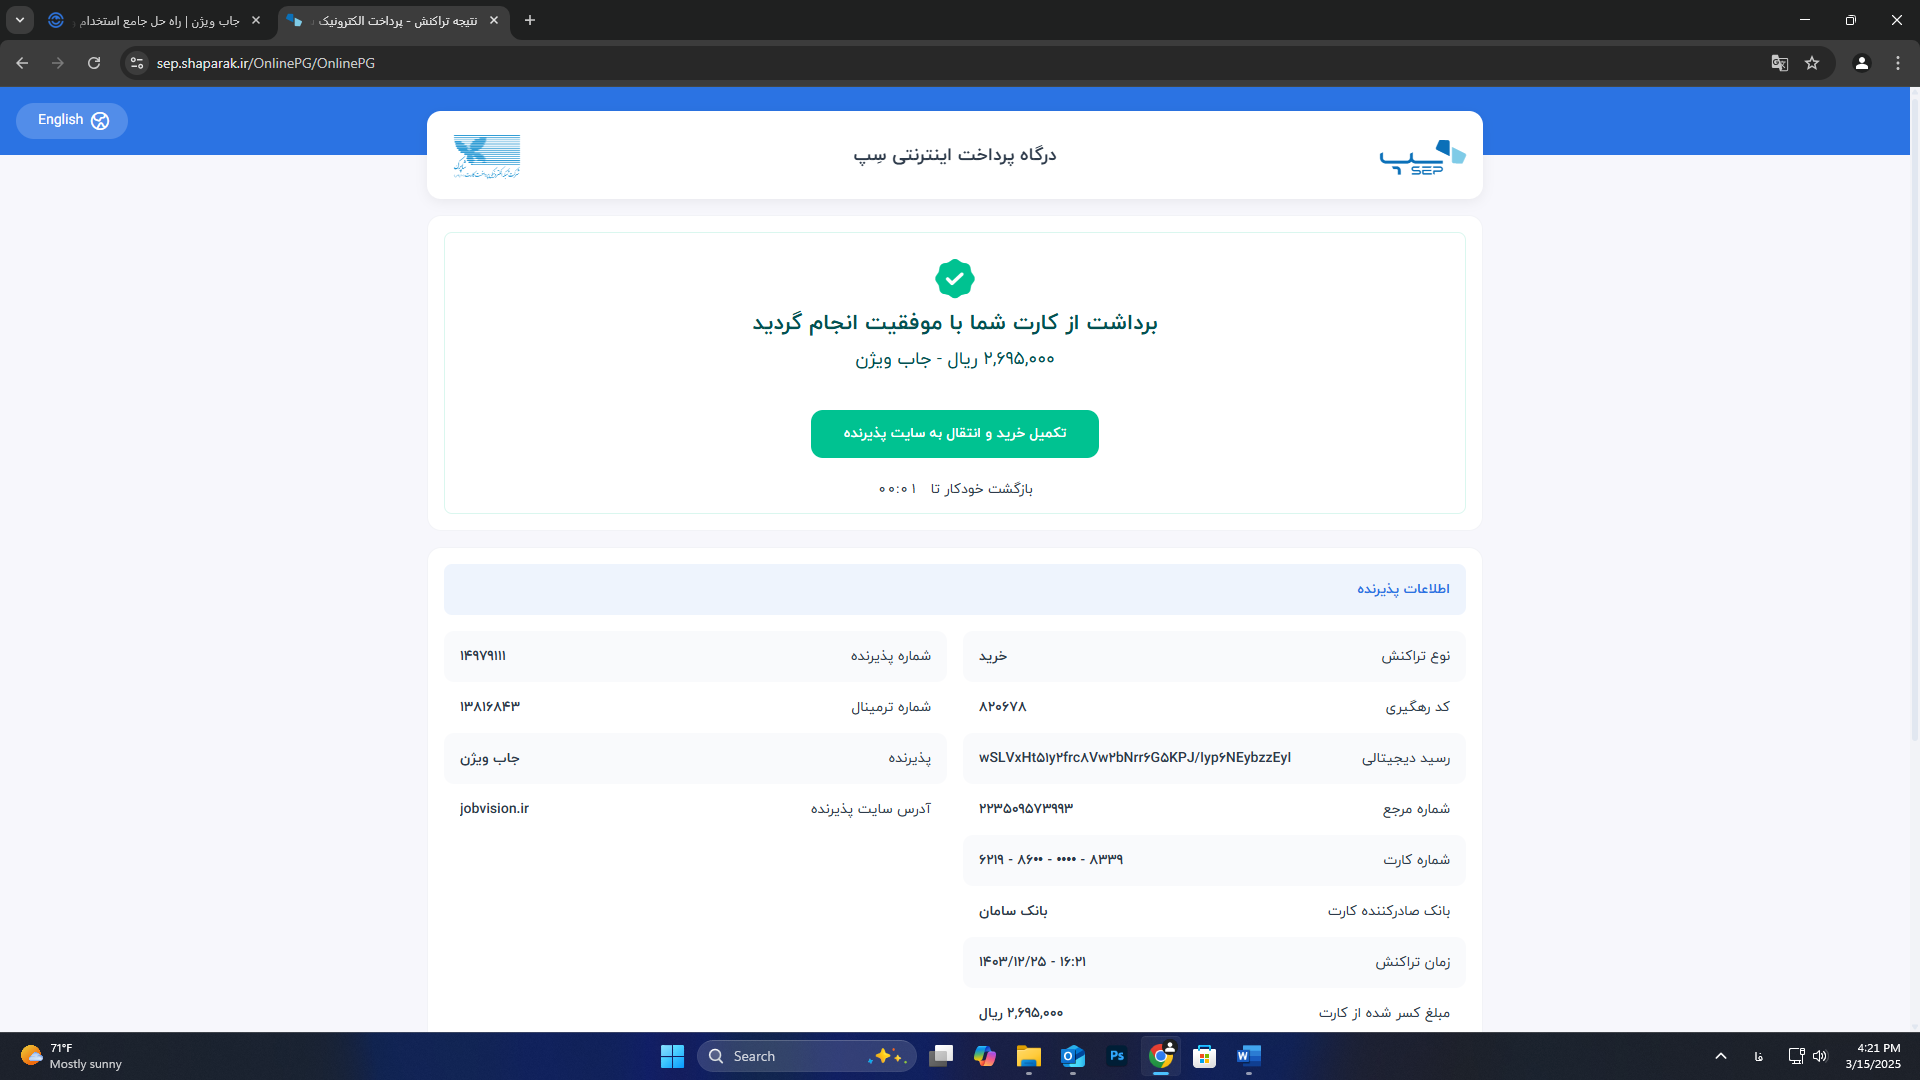 جاب ویژن | راه حل جامع استخدام
نتیجه تراکنش - پرداخت الکترونیک
sep.shaparak.ir/OnlinePG/OnlinePG
English
درگاه پرداخت اینترنتی سِپ
سپ
SEP
برداشت از کارت شما با موفقیت انجام گردید
۲,۶۹۵,۰۰۰ ریال - جاب ویژن
تکمیل خرید و انتقال به سایت پذیرنده
بازگشت خودکار تا ۰۰:۰۱
اطلاعات پذیرنده
نوع تراکنش خرید
شماره پذیرنده ۱۴۹۷۹۱۱۱
کد رهگیری ۸۲۰۶۷۸
شماره ترمینال ۱۳۸۱۶۸۴۳
رسید دیجیتالی wSLVxHt۵۱y۲frc۸Vw۲bNrr۶G۵KPJ/Iyp۶NEybzzEyl
پذیرنده جاب ویژن
شماره مرجع ۲۲۳۵۰۹۵۷۳۹۹۳
آدرس سایت پذیرنده jobvision.ir
شماره کارت ۶۲۱۹ - ۸۶•• - •••• - ۸۳۳۹
بانک صادرکننده کارت بانک سامان
زمان تراکنش ۱۴۰۳/۱۲/۲۵ - ۱۶:۲۱
مبلغ کسر شده از کارت ۲,۶۹۵,۰۰۰ ریال
71°F
Mostly sunny
Search
Ps
فا
4:21 PM
3/15/2025